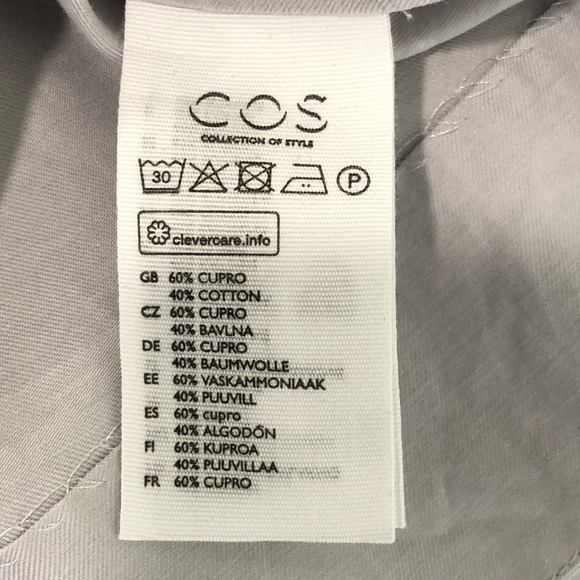 COS
COLLECTION OF STYLE
30 P
clevercare.info
GB 60% CUPRO
40% COTTON
CZ 60% CUPRO
40% BAVLNA
DE 60% CUPRO
40% BAUMWOLLE
EE 60% VASKAMMONIAAK
40% PUUVILL
ES 60% cupro
40% ALGODÓN
FI 60% KUPROA
40% PUUVILLAA
FR 60% CUPRO